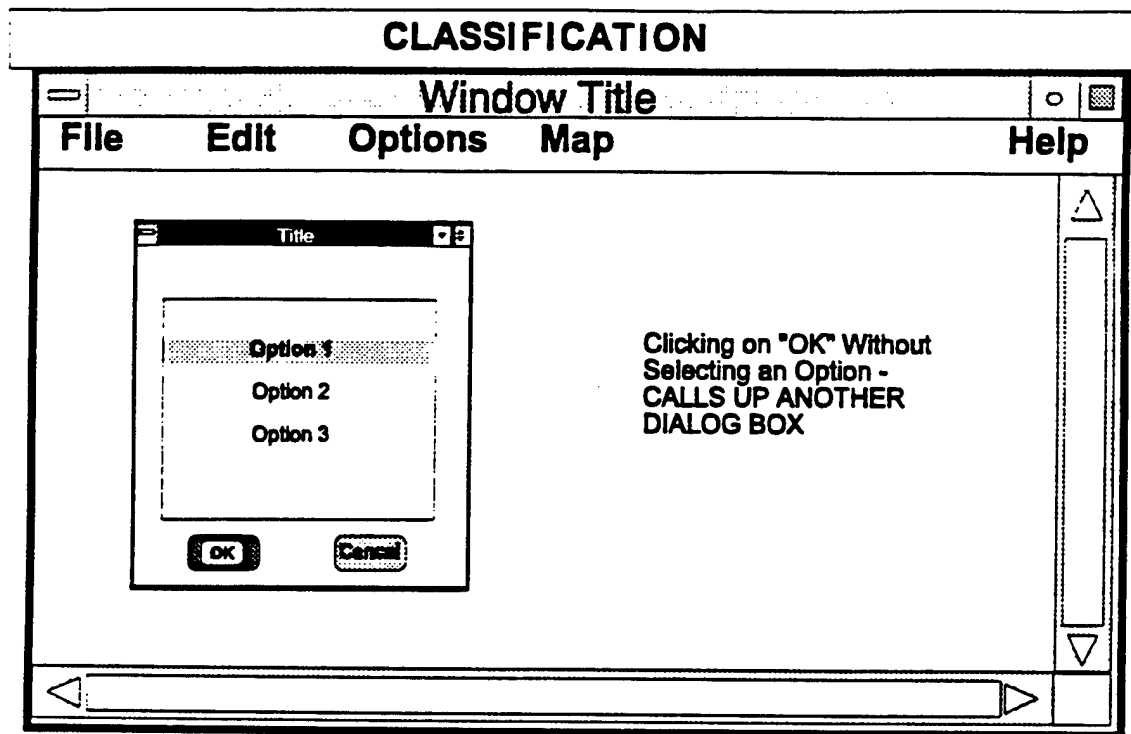 CLASSIFICATION
Window Title
File Edit Options Map Help
Title
Option 1
Option 2
Option 3
OK Cancel
Clicking on "OK" Without
Selecting an Option -
CALLS UP ANOTHER
DIALOG BOX